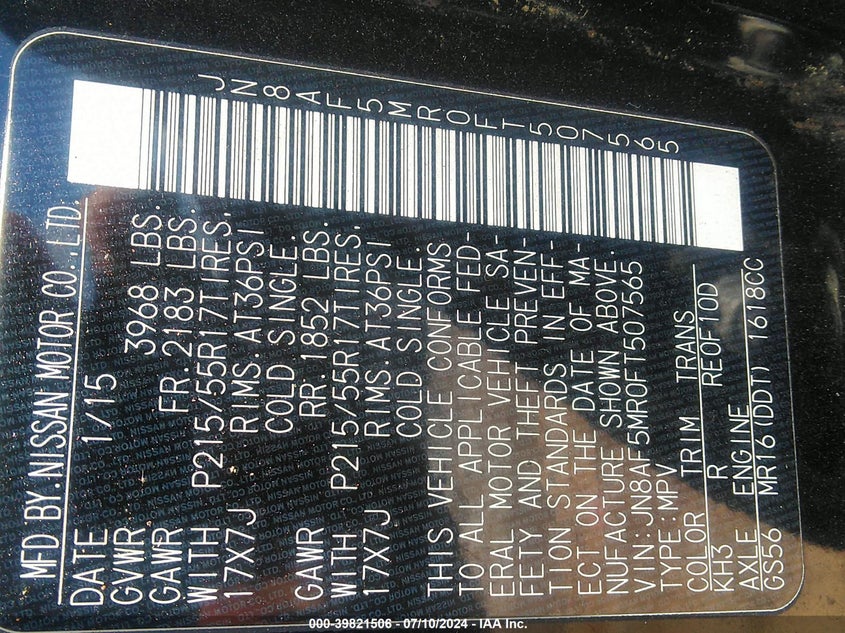 JN8AF5MR0FT507565
MFD BY:NISSAN MOTOR CO.,LTD.
DATE 1/15
GVWR 3968 LBS.
GAWR FR.2183 LBS.
WITH P215/55R17TIRES,
17X7J RIMS.AT36PSI
COLD SINGLE.
GAWR RR.1852 LBS.
WITH P215/55R17TIRES,
17X7J RIMS.AT36PSI
COLD SINGLE.
THIS VEHICLE CONFORMS
TO ALL APPLICABLE FED-
ERAL MOTOR VEHICLE SA-
FETY AND THEFT PREVEN-
TION STANDARDS IN EFF-
ECT ON THE DATE OF MA-
NUFACTURE SHOWN ABOVE.
VIN:JN8AF5MR0FT507565
TYPE:MPV
COLOR TRIM TRANS
KH3 R RE0F10D
AXLE ENGINE
GS56 MR16(DDT) 1618CC
000-39821506 - 07/10/2024 - IAA Inc.